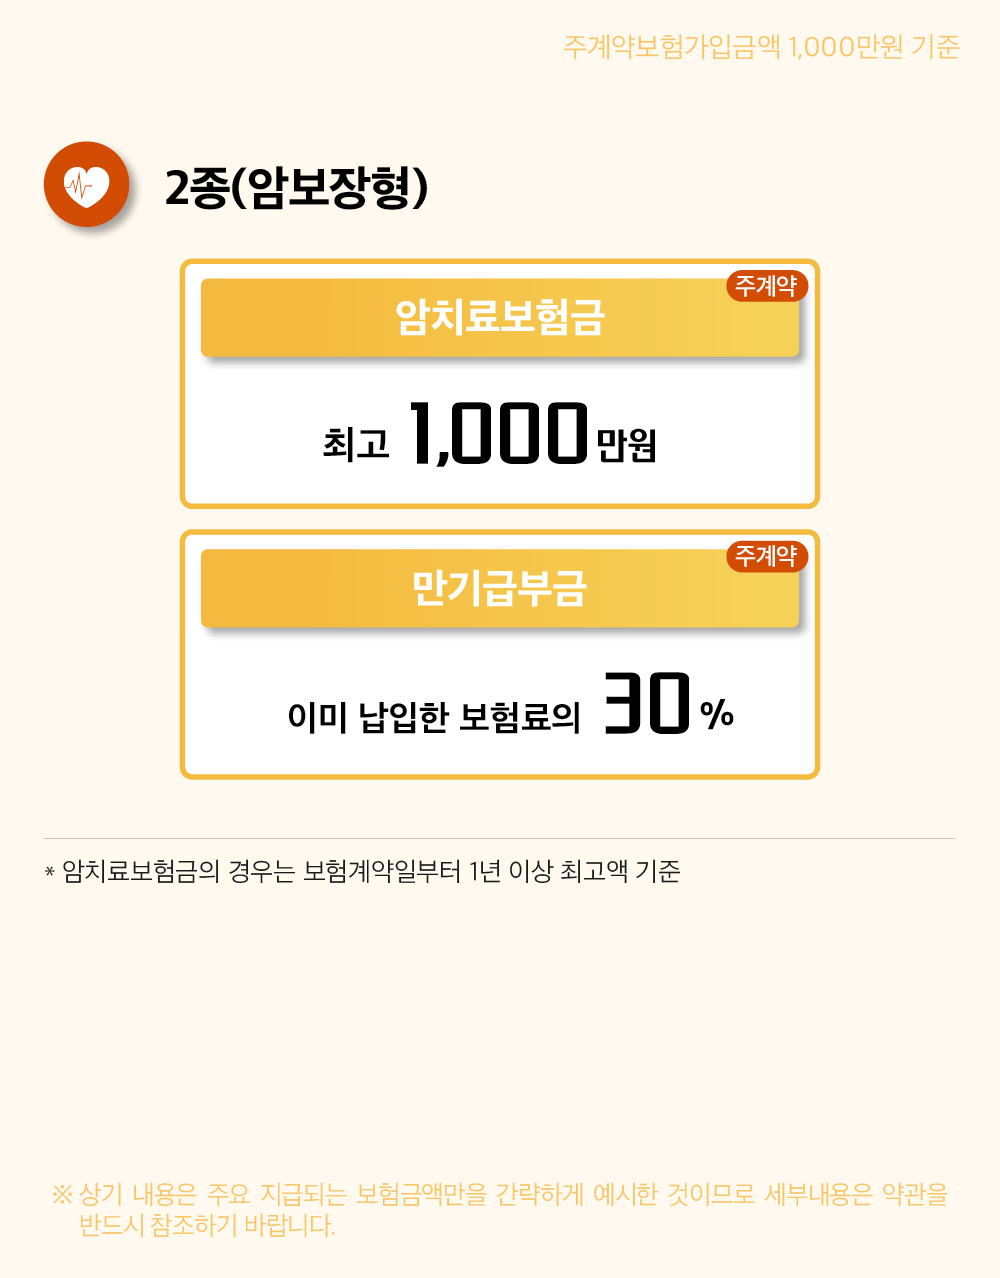 주계약보험가입금액 1,000만원 기준
2종(암보장형)
주계약
암치료보험금
최고 1,000만원
주계약
만기급부금
이미 납입한 보험료의 30%
* 암치료보험금의 경우는 보험계약일부터 1년 이상 최고액 기준
※ 상기 내용은 주요 지급되는 보험금액만을 간략하게 예시한 것이므로 세부내용은 약관을
반드시 참조하기 바랍니다.